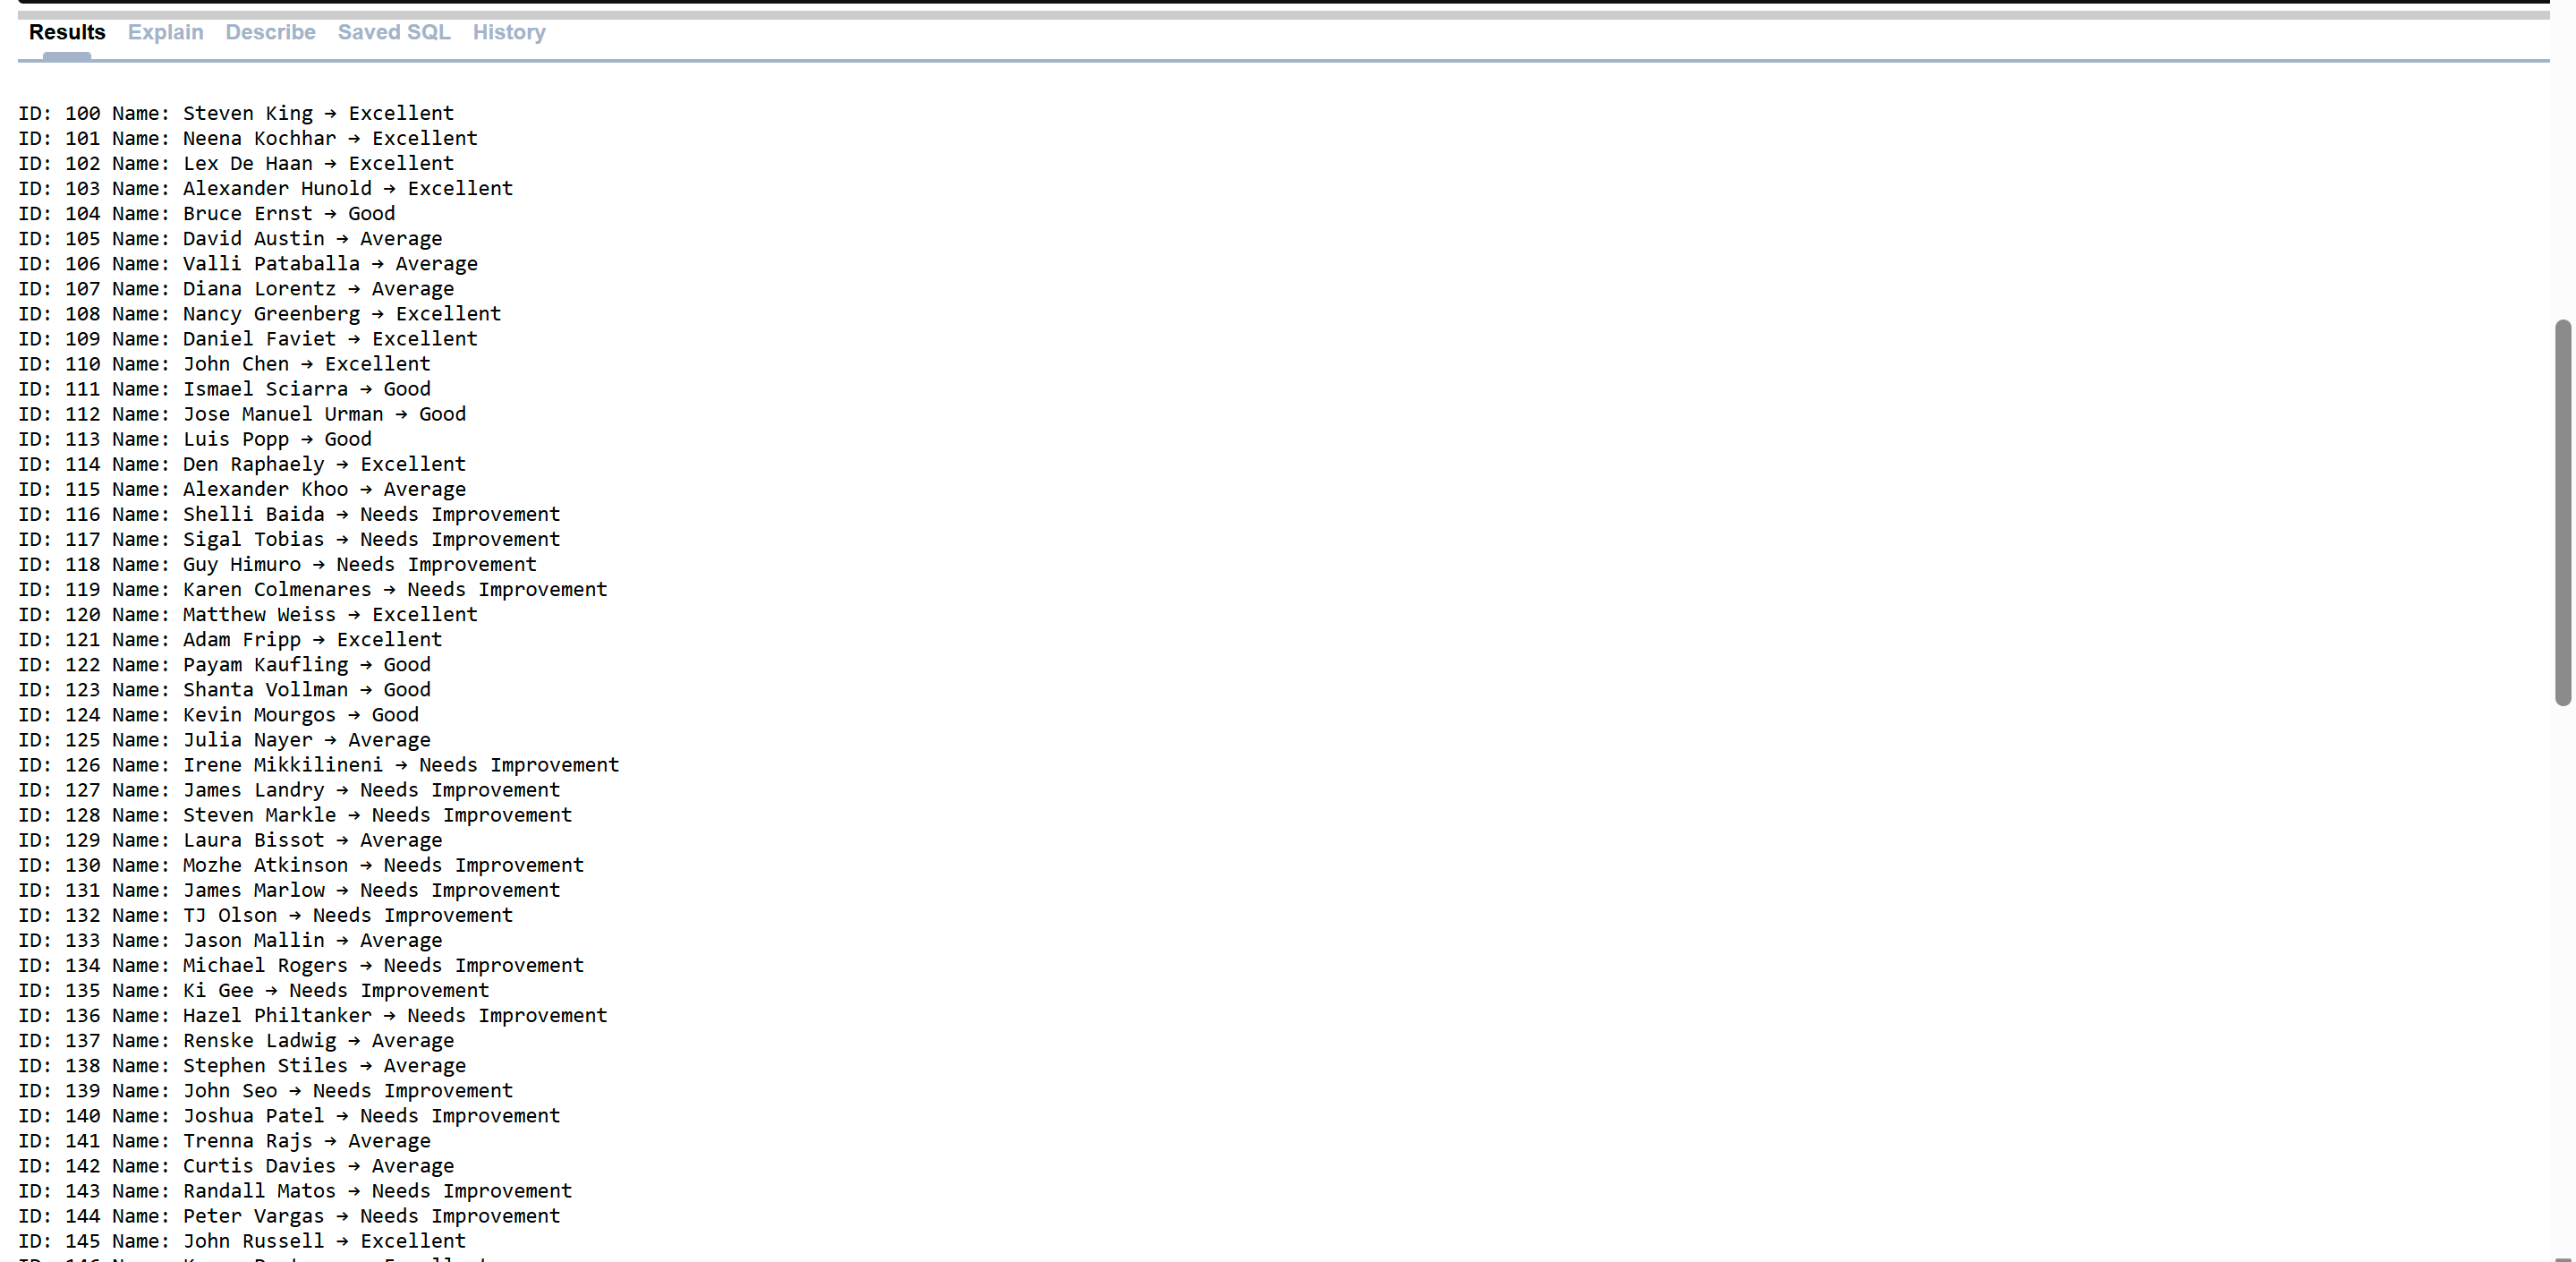 Results Explain Describe Saved SQL History
ID: 100 Name: Steven King → Excellent
ID: 101 Name: Neena Kochhar → Excellent
ID: 102 Name: Lex De Haan → Excellent
ID: 103 Name: Alexander Hunold → Excellent
ID: 104 Name: Bruce Ernst → Good
ID: 105 Name: David Austin → Average
ID: 106 Name: Valli Pataballa → Average
ID: 107 Name: Diana Lorentz → Average
ID: 108 Name: Nancy Greenberg → Excellent
ID: 109 Name: Daniel Faviet → Excellent
ID: 110 Name: John Chen → Excellent
ID: 111 Name: Ismael Sciarra → Good
ID: 112 Name: Jose Manuel Urman → Good
ID: 113 Name: Luis Popp → Good
ID: 114 Name: Den Raphaely → Excellent
ID: 115 Name: Alexander Khoo → Average
ID: 116 Name: Shelli Baida → Needs Improvement
ID: 117 Name: Sigal Tobias → Needs Improvement
ID: 118 Name: Guy Himuro → Needs Improvement
ID: 119 Name: Karen Colmenares → Needs Improvement
ID: 120 Name: Matthew Weiss → Excellent
ID: 121 Name: Adam Fripp → Excellent
ID: 122 Name: Payam Kaufling → Good
ID: 123 Name: Shanta Vollman → Good
ID: 124 Name: Kevin Mourgos → Good
ID: 125 Name: Julia Nayer → Average
ID: 126 Name: Irene Mikkilineni → Needs Improvement
ID: 127 Name: James Landry → Needs Improvement
ID: 128 Name: Steven Markle → Needs Improvement
ID: 129 Name: Laura Bissot → Average
ID: 130 Name: Mozhe Atkinson → Needs Improvement
ID: 131 Name: James Marlow → Needs Improvement
ID: 132 Name: TJ Olson → Needs Improvement
ID: 133 Name: Jason Mallin → Average
ID: 134 Name: Michael Rogers → Needs Improvement
ID: 135 Name: Ki Gee → Needs Improvement
ID: 136 Name: Hazel Philtanker → Needs Improvement
ID: 137 Name: Renske Ladwig → Average
ID: 138 Name: Stephen Stiles → Average
ID: 139 Name: John Seo → Needs Improvement
ID: 140 Name: Joshua Patel → Needs Improvement
ID: 141 Name: Trenna Rajs → Average
ID: 142 Name: Curtis Davies → Average
ID: 143 Name: Randall Matos → Needs Improvement
ID: 144 Name: Peter Vargas → Needs Improvement
ID: 145 Name: John Russell → Excellent